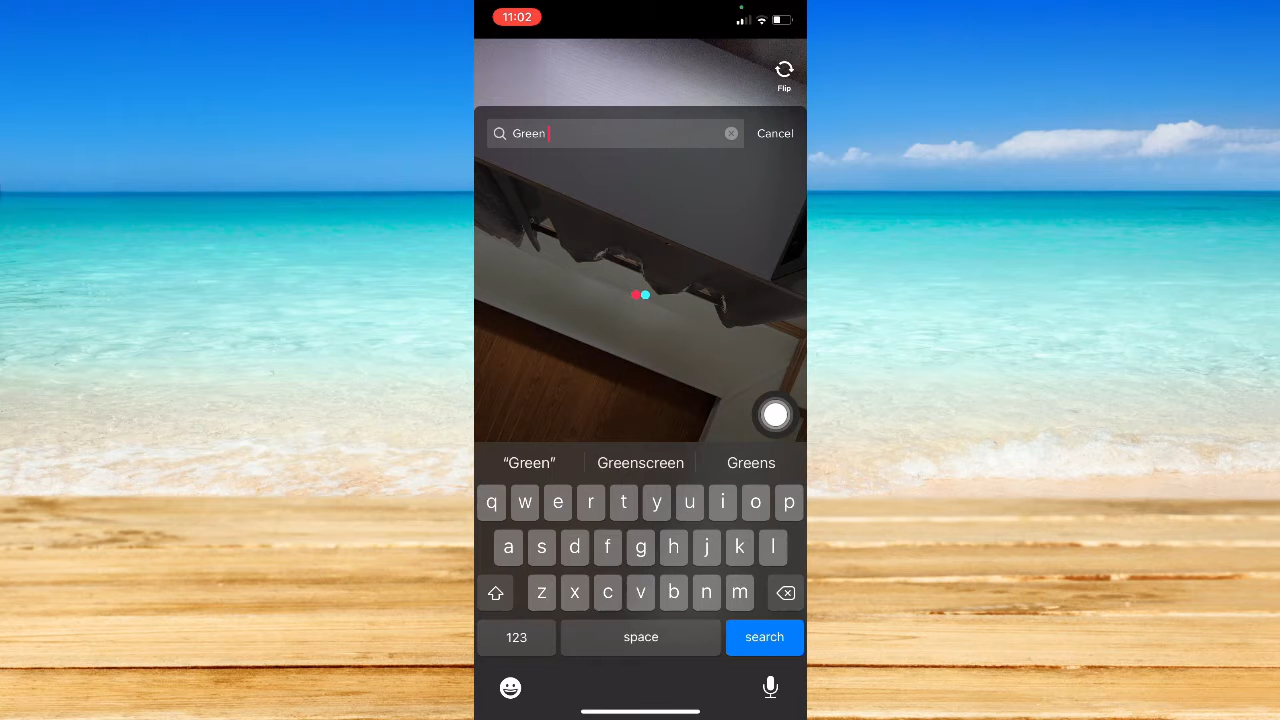 11:02
Flip
Green
Cancel
“Green” Greenscreen Greens
q w e r t y u i o p
a s d f g h j k l
z x c v b n m
123 space search